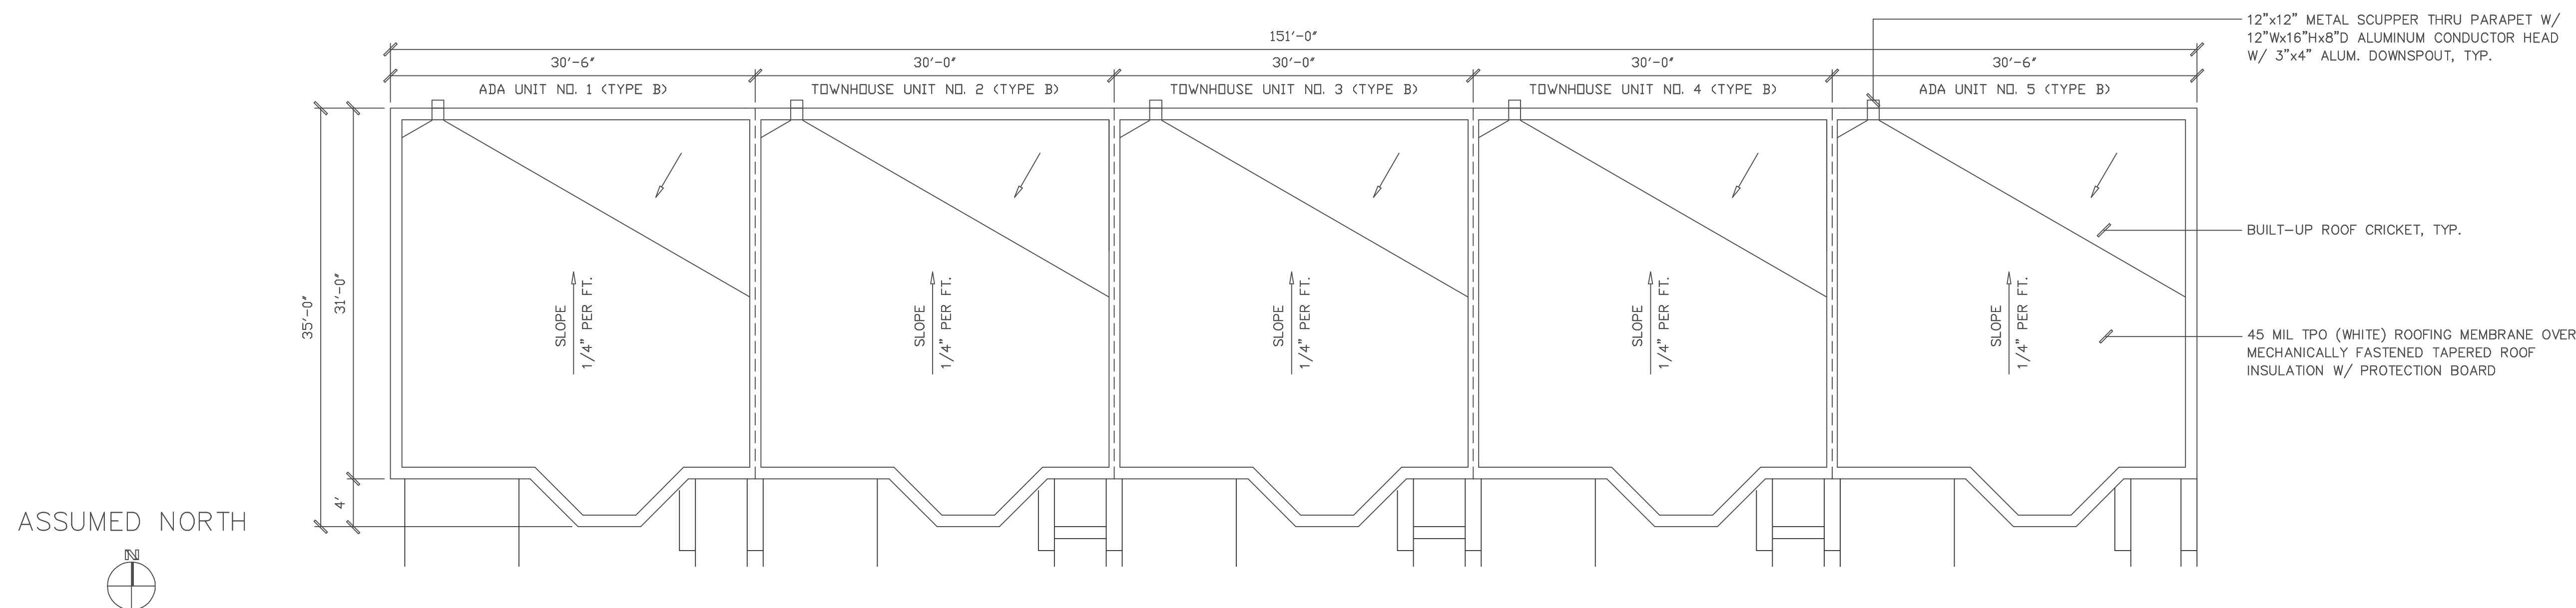 12"x12" METAL SCUPPER THRU PARAPET W/
12"Wx16"Hx8"D ALUMINUM CONDUCTOR HEAD
W/ 3"x4" ALUM. DOWNSPOUT, TYP.
151'-0"
30'-6"
30'-0"
30'-0"
30'-0"
30'-6"
ADA UNIT NO. 1 (TYPE B)
TOWNHOUSE UNIT NO. 2 (TYPE B)
TOWNHOUSE UNIT NO. 3 (TYPE B)
TOWNHOUSE UNIT NO. 4 (TYPE B)
ADA UNIT NO. 5 (TYPE B)
BUILT-UP ROOF CRICKET, TYP.
35'-0"
31'-0"
4'
SLOPE
1/4" PER FT.
SLOPE
1/4" PER FT.
SLOPE
1/4" PER FT.
SLOPE
1/4" PER FT.
SLOPE
1/4" PER FT.
45 MIL TPO (WHITE) ROOFING MEMBRANE OVER
MECHANICALLY FASTENED TAPERED ROOF
INSULATION W/ PROTECTION BOARD
ASSUMED NORTH
N